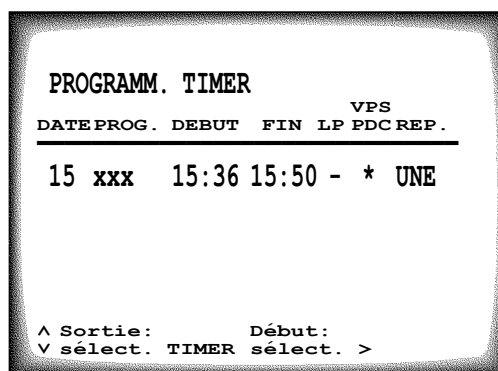 PROGRAMM. TIMER
VPS
DATE PROG. DEBUT FIN LP PDC REP.
15 xxx 15:36 15:50 - * UNE
^ Sortie: Début:
v sélect. TIMER sélect. >